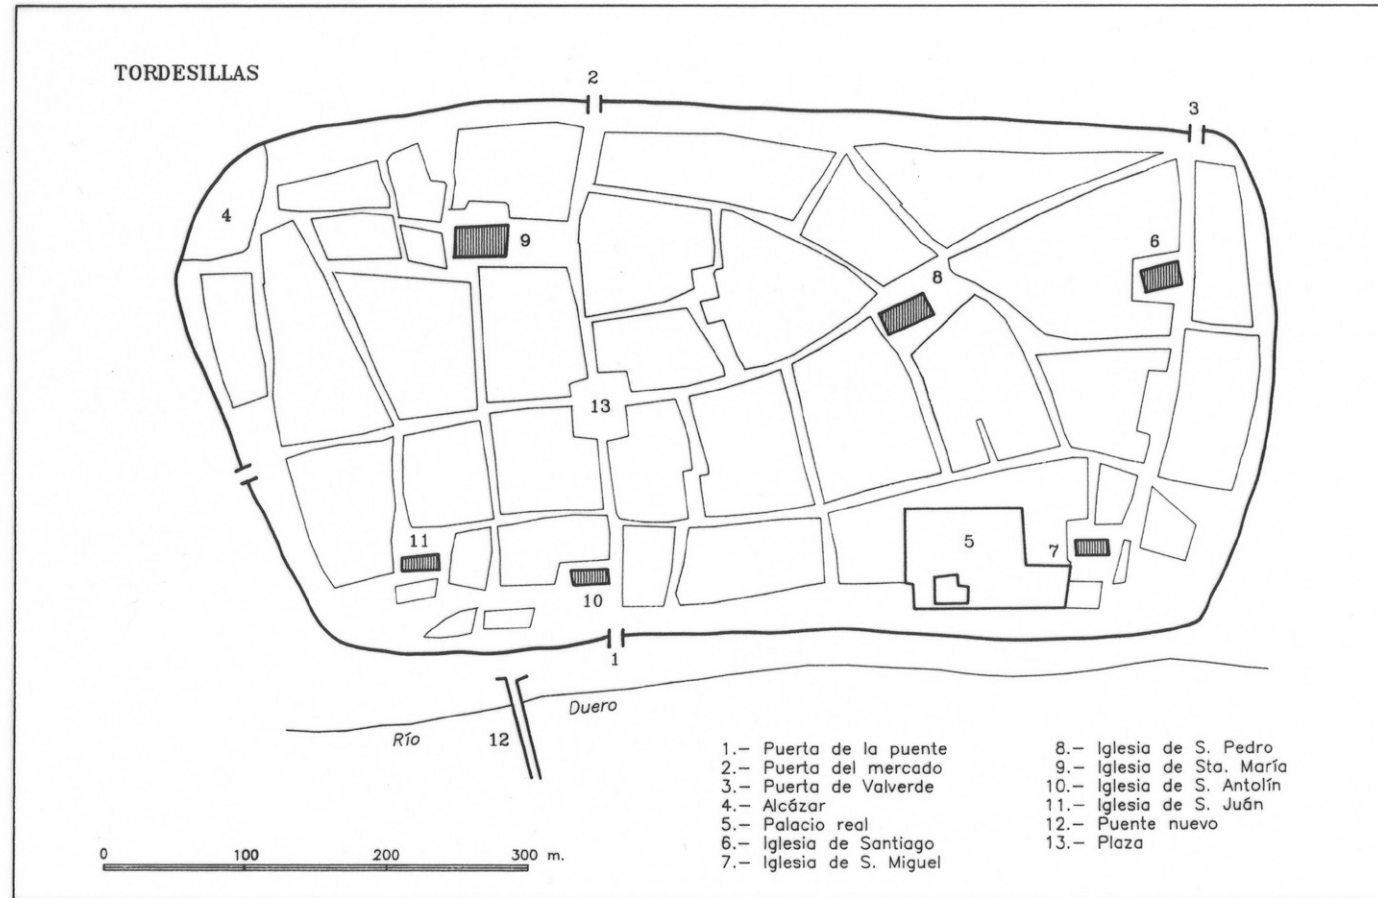 TORDESILLAS
2
3
4
9
6
8
13
11
5
7
10
1
Duero
Río
12
1.– Puerta de la puente
2.– Puerta del mercado
3.– Puerta de Valverde
4.– Alcázar
5.– Palacio real
6.– Iglesia de Santiago
7.– Iglesia de S. Miguel
8.– Iglesia de S. Pedro
9.– Iglesia de Sta. María
10.– Iglesia de S. Antolín
11.– Iglesia de S. Juán
12.– Puente nuevo
13.– Plaza
0 100 200 300 m.